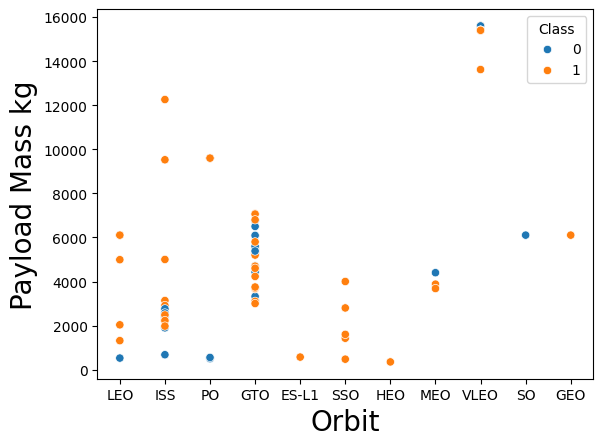 Payload Mass kg
16000
14000
12000
10000
8000
6000
4000
2000
0
Class
0
1
LEO ISS PO GTO ES-L1 SSO HEO MEO VLEO SO GEO
Orbit